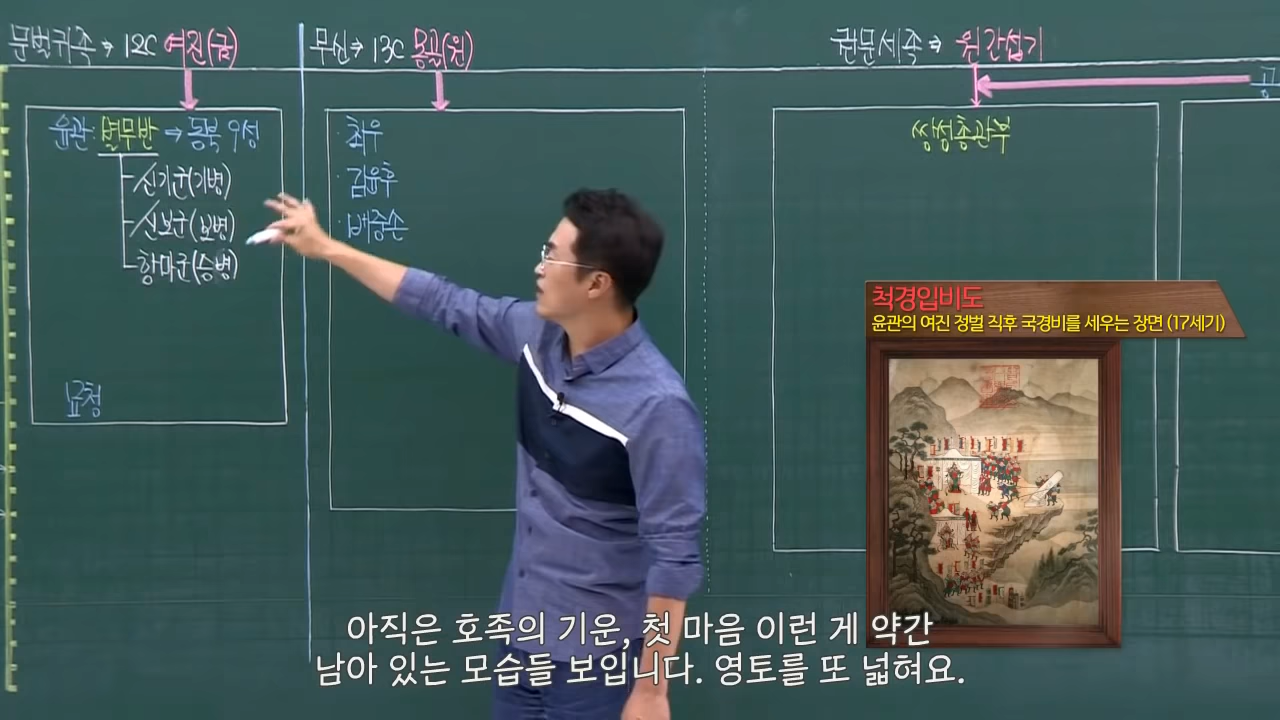 문벌귀족 → 12C 여진(금)
무신 → 13C 몽골(원)
권문세족 → 원간섭기
공
윤관: 별무반 → 동북 9성
신기군(기병)
신보군(보병)
항마군(승병)
묘청
· 최우
· 김윤후
· 배중손
쌍성총관부
척경입비도
윤관의 여진 정벌 직후 국경비를 세우는 장면 (17세기)
아직은 호족의 기운, 첫 마음 이런 게 약간
남아 있는 모습들 보입니다. 영토를 또 넓혀요.